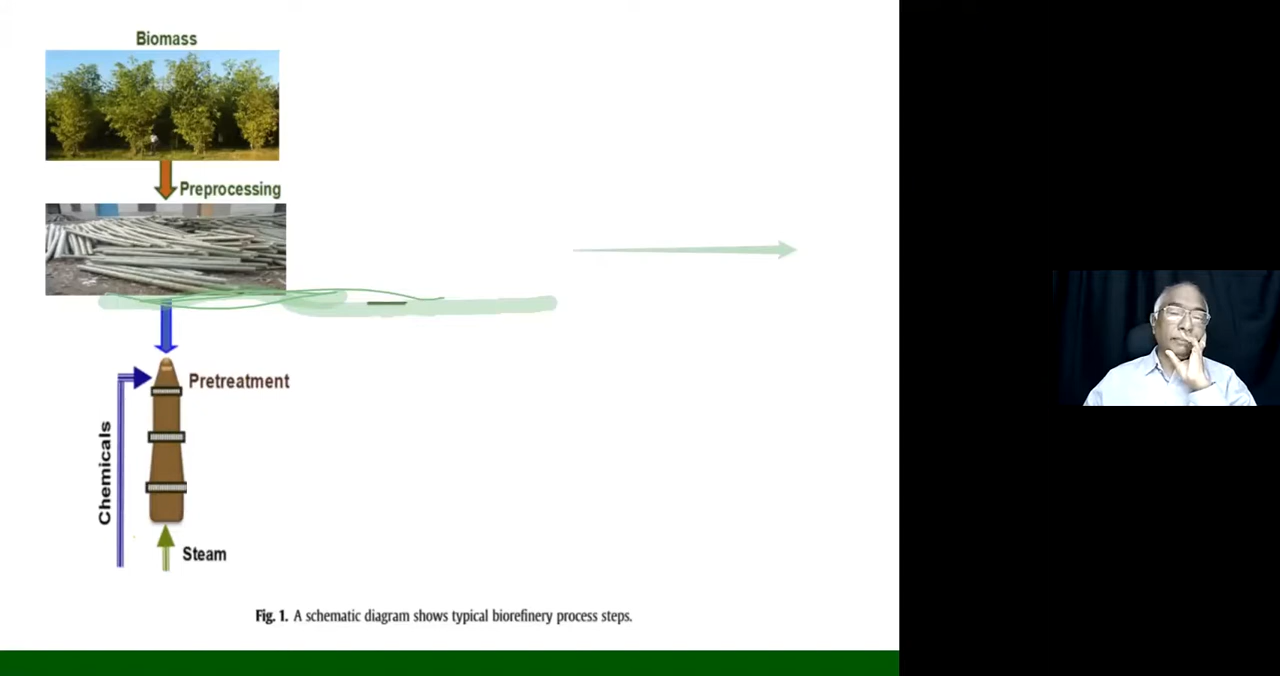 Biomass
Preprocessing
Pretreatment
Chemicals
Steam
Fig. 1. A schematic diagram shows typical biorefinery process steps.